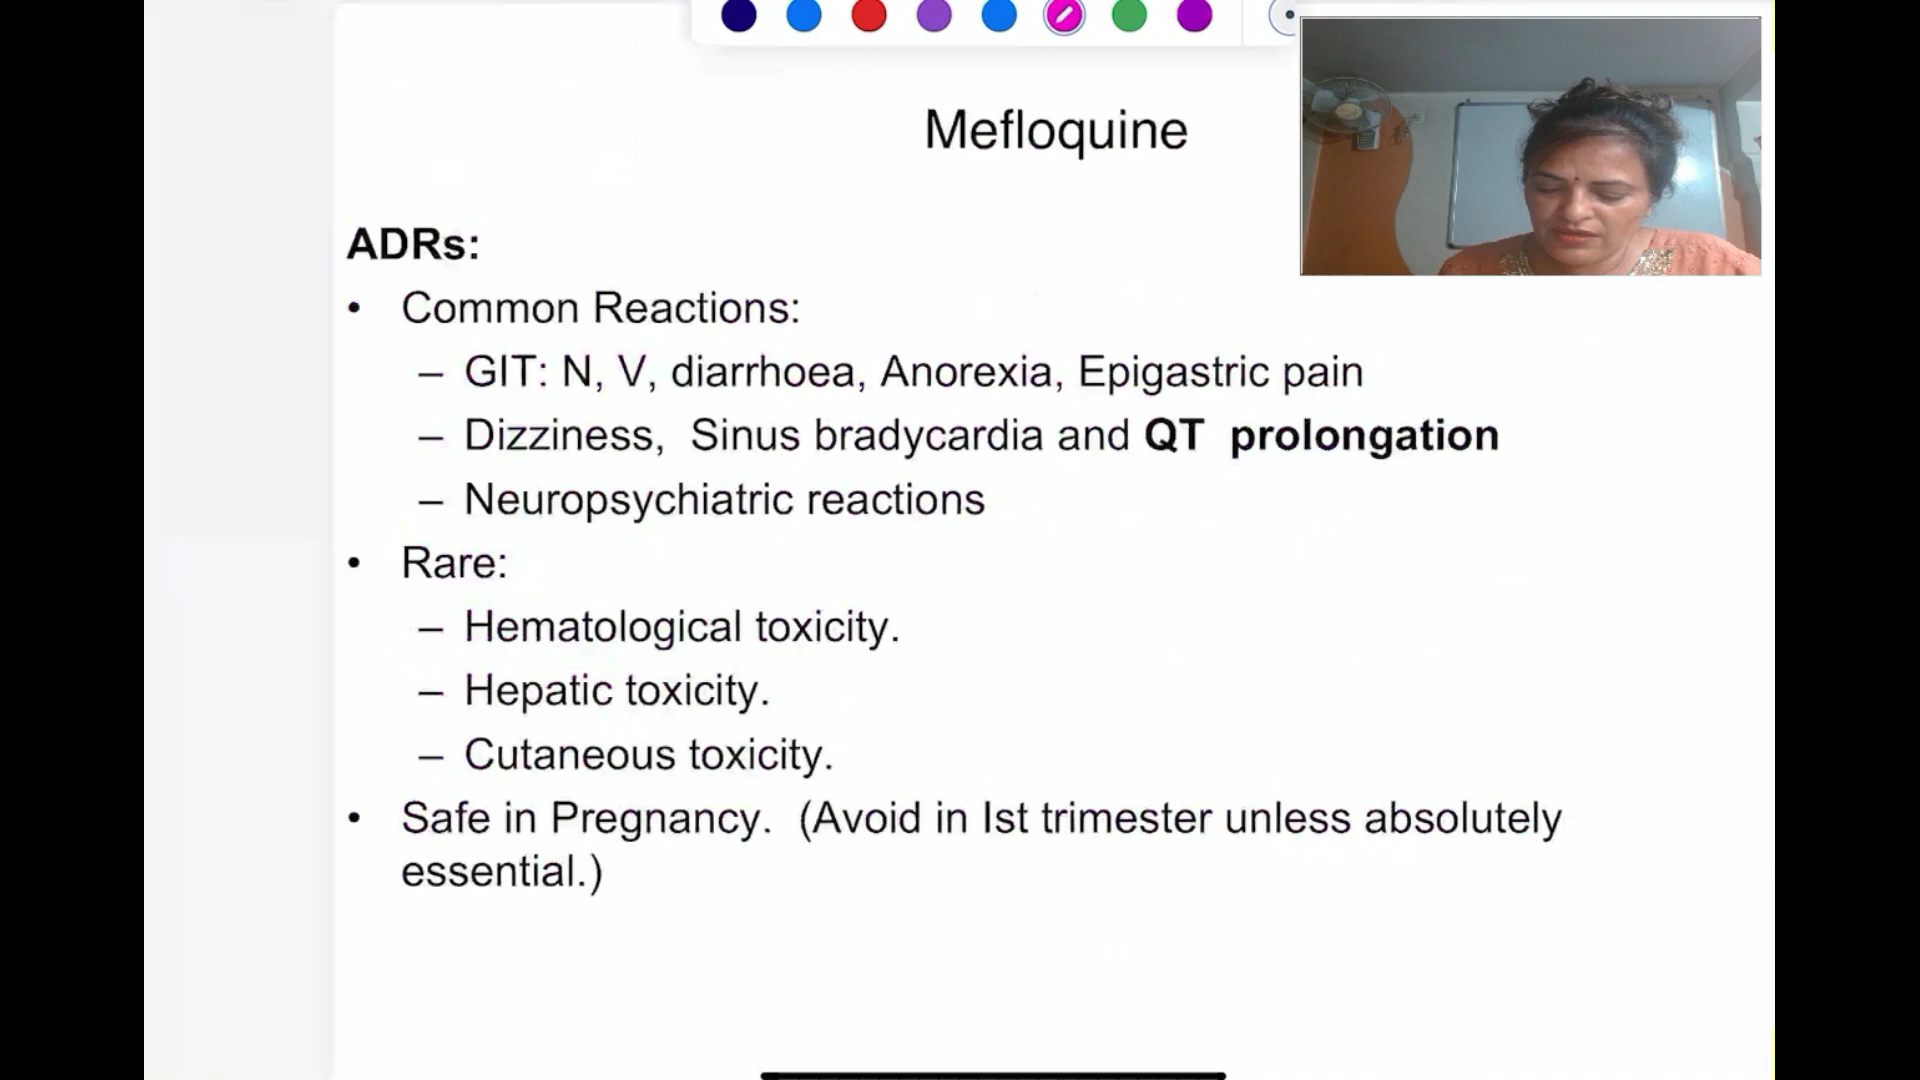 Mefloquine
ADRs:
• Common Reactions:
– GIT: N, V, diarrhoea, Anorexia, Epigastric pain
– Dizziness,  Sinus bradycardia and QT  prolongation
– Neuropsychiatric reactions
• Rare:
– Hematological toxicity.
– Hepatic toxicity.
– Cutaneous toxicity.
• Safe in Pregnancy.  (Avoid in Ist trimester unless absolutely
essential.)